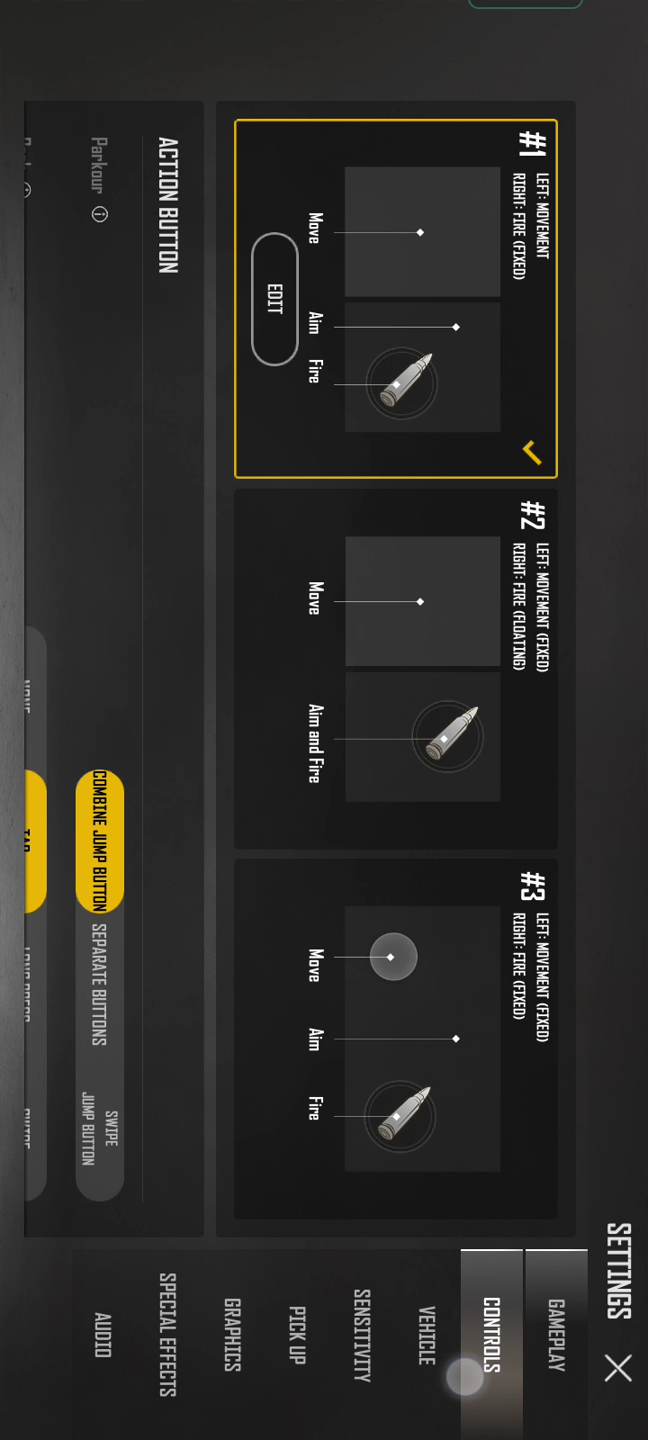 SETTINGS
GAMEPLAY
CONTROLS
VEHICLE
SENSITIVITY
PICK UP
GRAPHICS
SPECIAL EFFECTS
AUDIO
#1
LEFT: MOVEMENT
RIGHT: FIRE (FIXED)
Move
Aim
Fire
EDIT
#2
LEFT: MOVEMENT (FIXED)
RIGHT: FIRE (FLOATING)
Move
Aim and Fire
#3
LEFT: MOVEMENT (FIXED)
RIGHT: FIRE (FIXED)
Move
Aim
Fire
ACTION BUTTON
Parkour
COMBINE JUMP BUTTON
SEPARATE BUTTONS
SWIPE
JUMP BUTTON